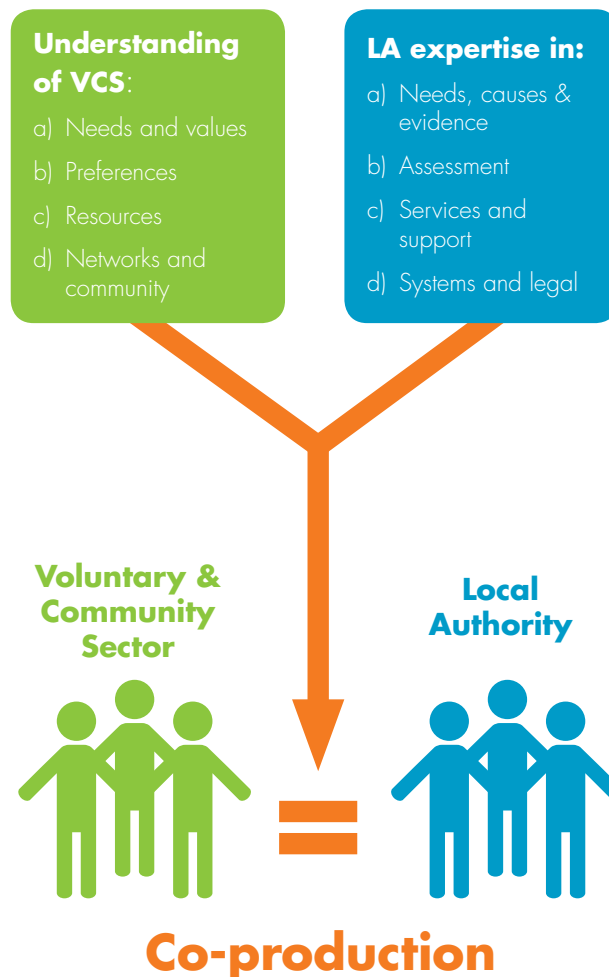 Understanding
of VCS:
a) Needs and values
b) Preferences
c) Resources
d) Networks and
community
LA expertise in:
a) Needs, causes &
evidence
b) Assessment
c) Services and
support
d) Systems and legal
Voluntary &
Community
Sector
Local
Authority
=
Co-production